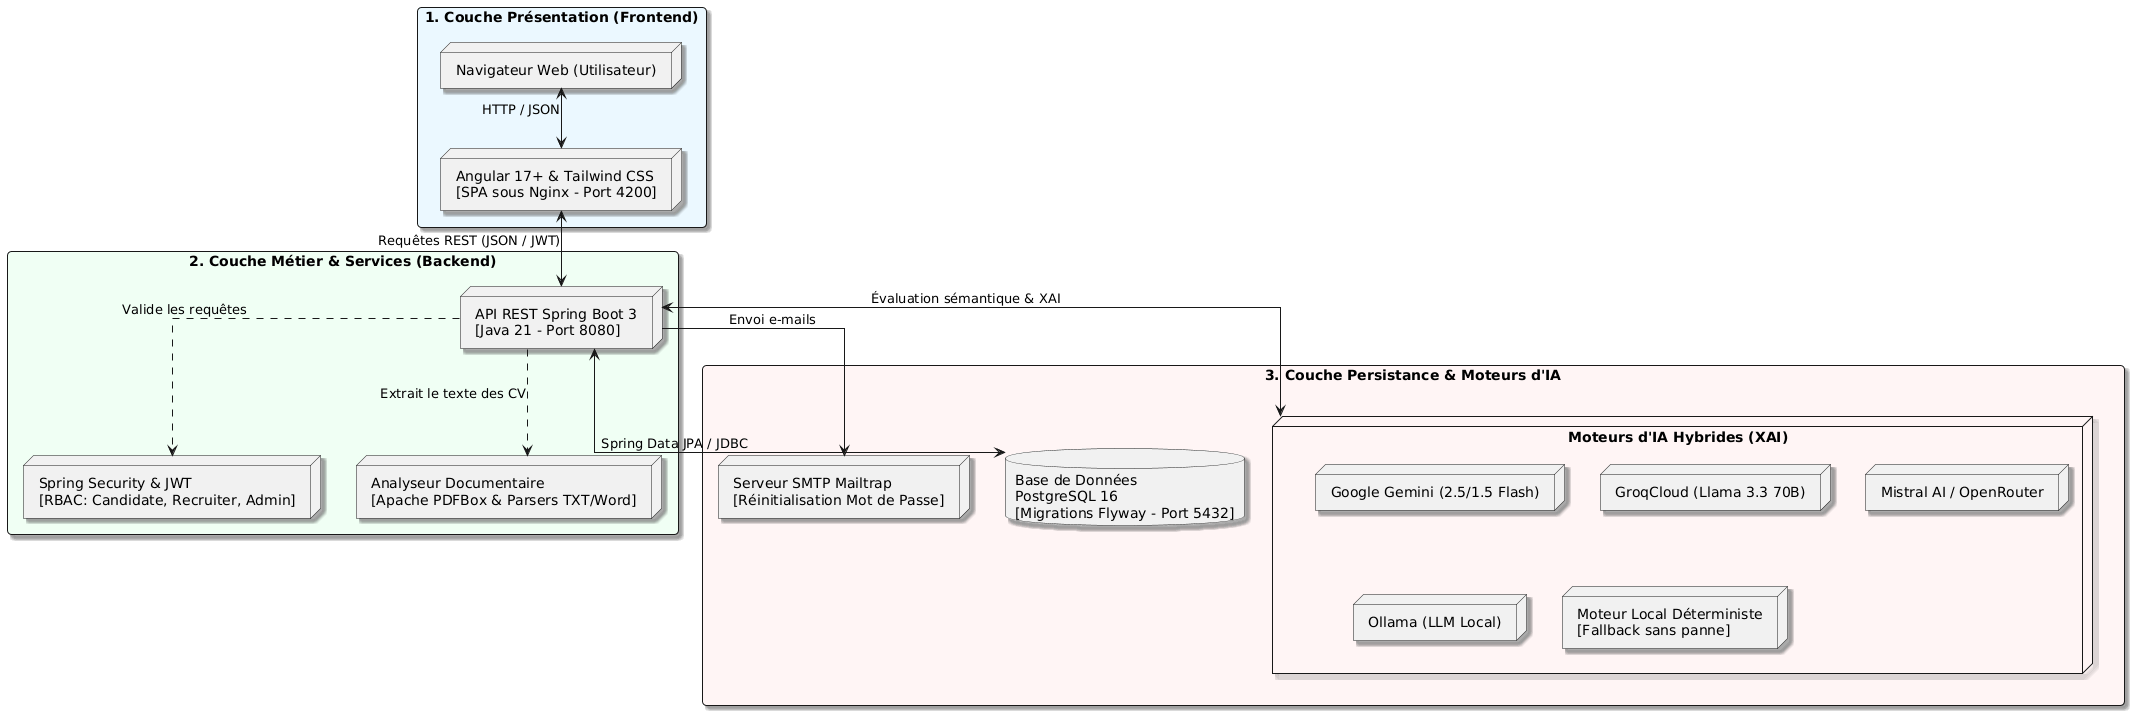 1. Couche Présentation (Frontend)
Navigateur Web (Utilisateur)
HTTP / JSON
Angular 17+ & Tailwind CSS
[SPA sous Nginx - Port 4200]
Requêtes REST (JSON / JWT)
2. Couche Métier & Services (Backend)
API REST Spring Boot 3
[Java 21 - Port 8080]
Valide les requêtes
Extrait le texte des CV
Spring Security & JWT
[RBAC: Candidate, Recruiter, Admin]
Analyseur Documentaire
[Apache PDFBox & Parsers TXT/Word]
Évaluation sémantique & XAI
Envoi e-mails
Spring Data JPA / JDBC
3. Couche Persistance & Moteurs d'IA
Serveur SMTP Mailtrap
[Réinitialisation Mot de Passe]
Base de Données
PostgreSQL 16
[Migrations Flyway - Port 5432]
Moteurs d'IA Hybrides (XAI)
Google Gemini (2.5/1.5 Flash)
GroqCloud (Llama 3.3 70B)
Mistral AI / OpenRouter
Ollama (LLM Local)
Moteur Local Déterministe
[Fallback sans panne]